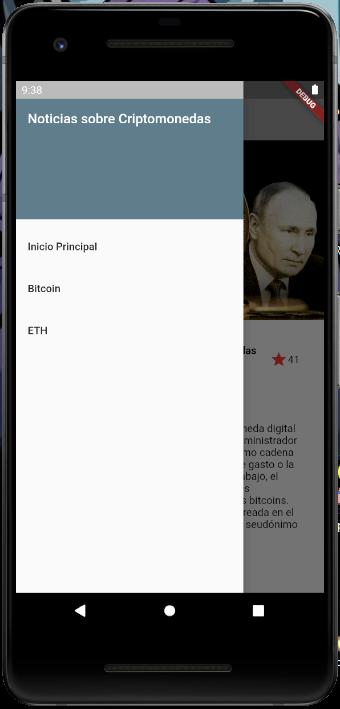 9:38
DEBUG
Noticias sobre Criptomonedas
Inicio Principal
Bitcoin
ETH
las
41
neda digital
ministrador
mo cadena
gasto o la
abajo, el
s bitcoins.
reada en el
seudónimo